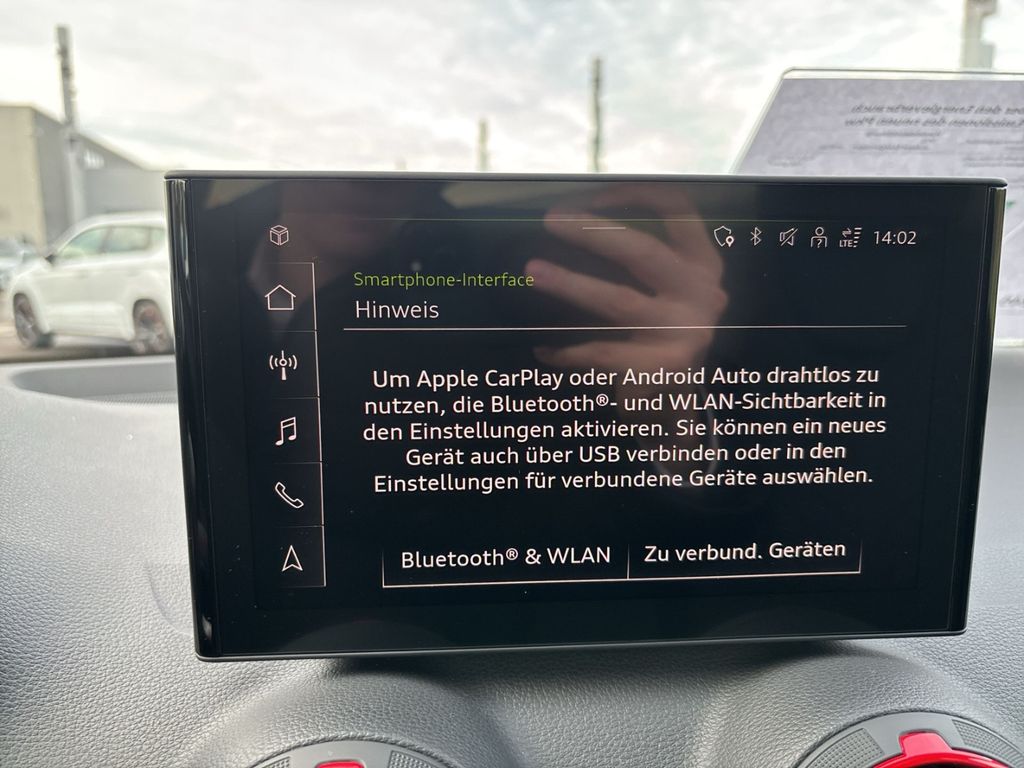 LTE
14:02
Smartphone-Interface
Hinweis
Um Apple CarPlay oder Android Auto drahtlos zu
nutzen, die Bluetooth®- und WLAN-Sichtbarkeit in
den Einstellungen aktivieren. Sie können ein neues
Gerät auch über USB verbinden oder in den
Einstellungen für verbundene Geräte auswählen.
Bluetooth® & WLAN
Zu verbund. Geräten